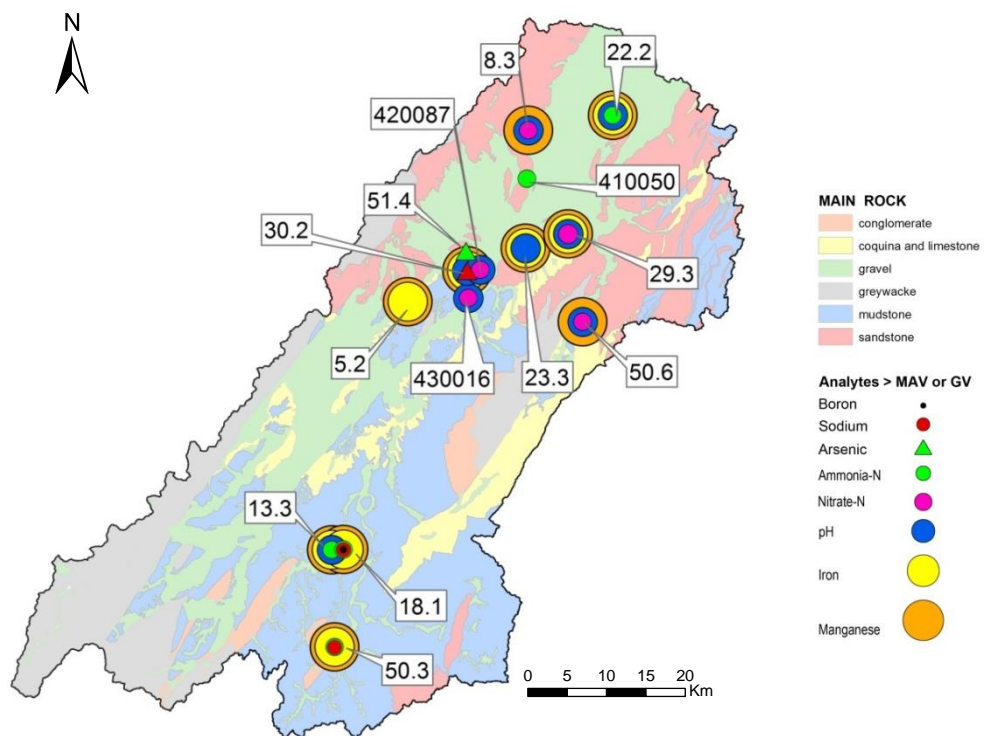 N
8.3
22.2
420087
51.4
410050
30.2
29.3
5.2
430016
23.3
50.6
13.3
18.1
50.3
0 5 10 20
Km
MAIN ROCK
conglomerate
coquina and limestone
gravel
greywacke
mudstone
sandstone
Analytes > MAV or GV
Boron
Sodium
Arsenic
Ammonia-N
Nitrate-N
pH
Iron
Manganese